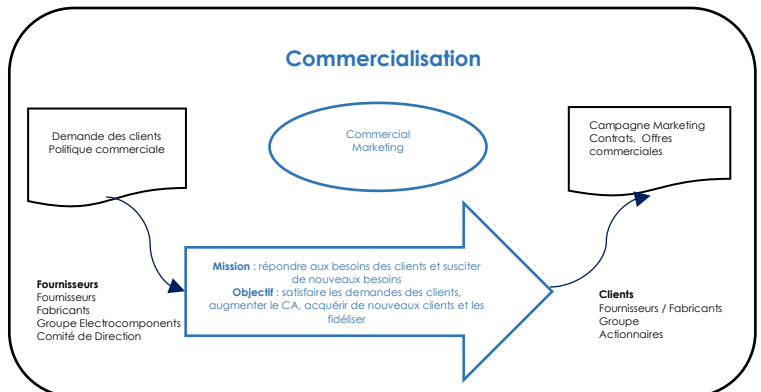 Commercialisation
Demande des clients
Politique commerciale
Commercial
Marketing
Campagne Marketing
Contrats, Offres
commerciales
Mission : répondre aux besoins des clients et susciter
de nouveaux besoins
Objectif : satisfaire les demandes des clients,
augmenter le CA, acquérir de nouveaux clients et les
fidéliser
Fournisseurs
Fournisseurs
Fabricants
Groupe Electrocomponents
Comité de Direction
Clients
Fournisseurs / Fabricants
Groupe
Actionnaires